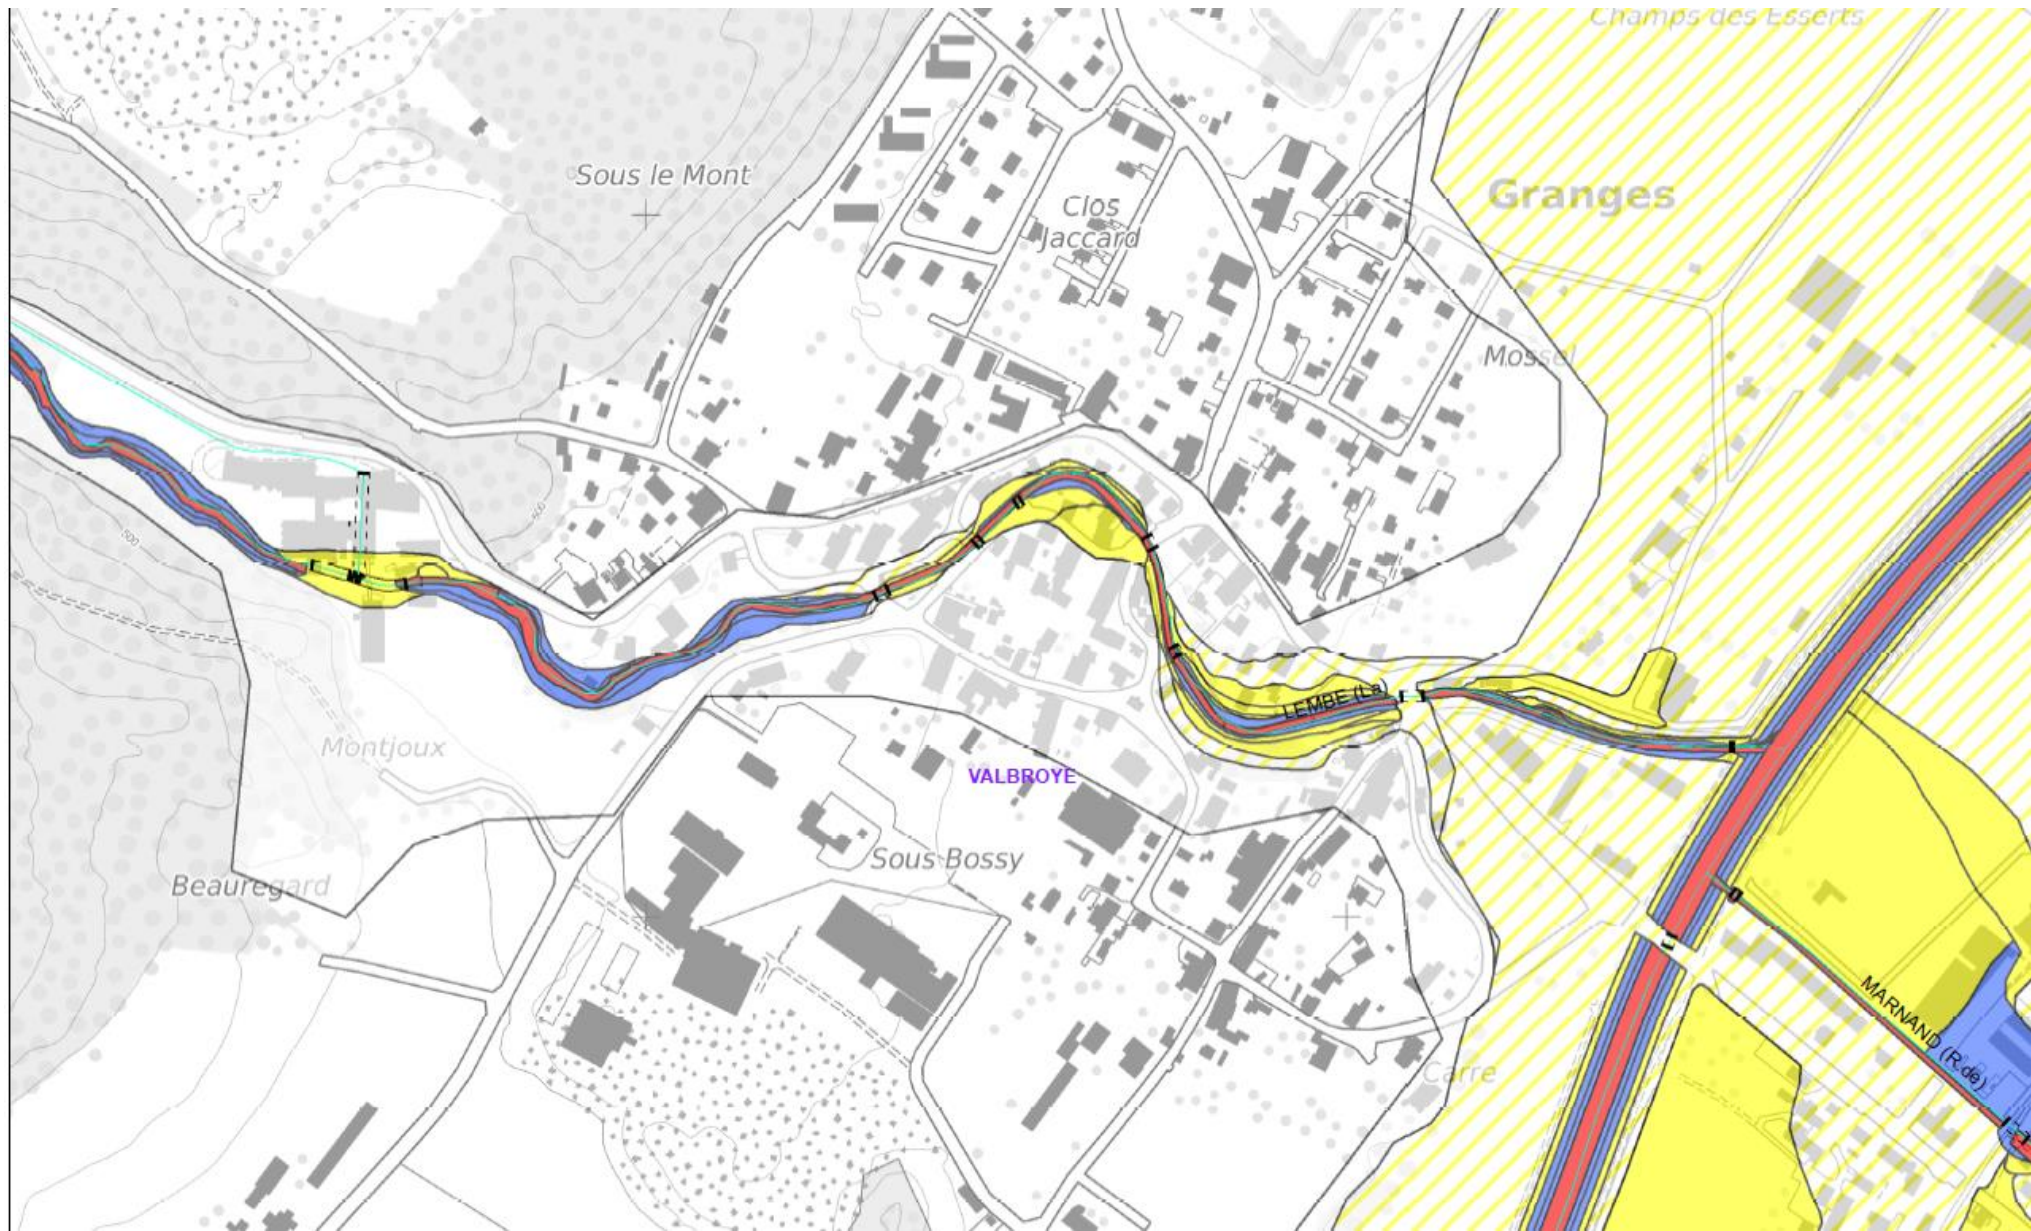 Champs des Esserts
Sous le Mont
Granges
Clos
Jaccard
Mossel
500
LEMBE (La)
Montjoux
VALBROYE
Sous Bossy
Beauregard
MARNAND (R.de)
Carre